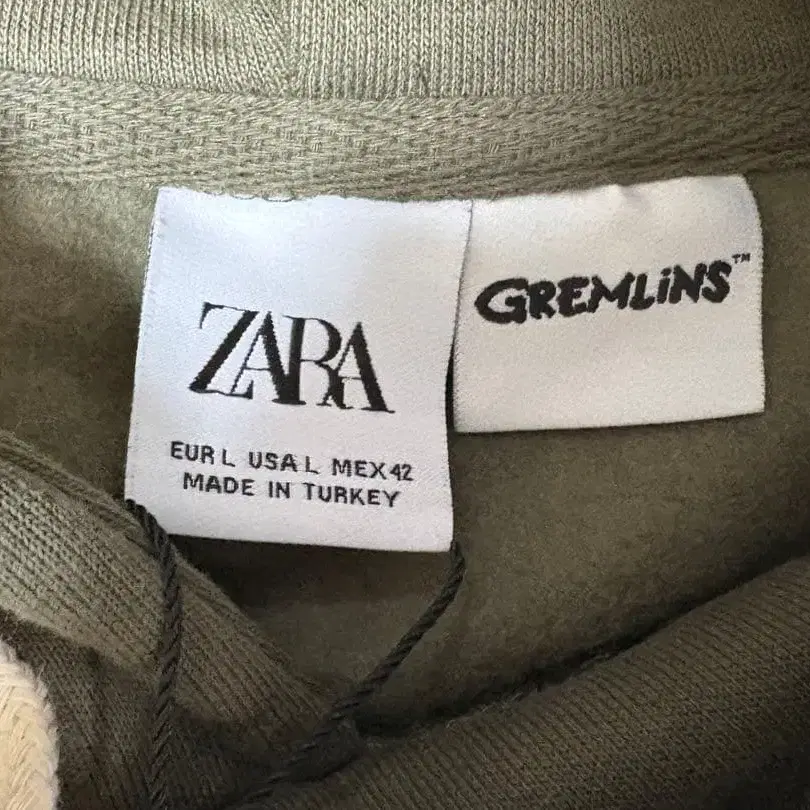 ZARA
EUR L USA L MEX 42
MADE IN TURKEY
GREMLiNS™